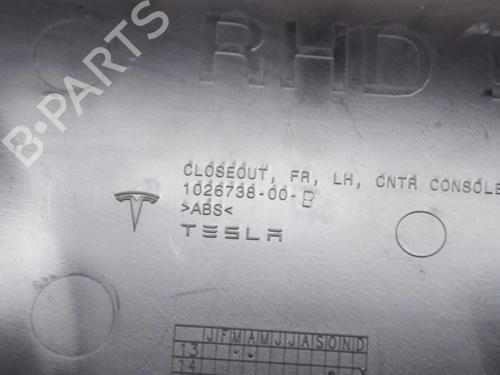 RHD
CLOSEOUT, FR, LH, CNTR CONSOLE
1026738-00-B
>ABS<
TESLA
JFMAMJJASOND
13
14
B-PARTS